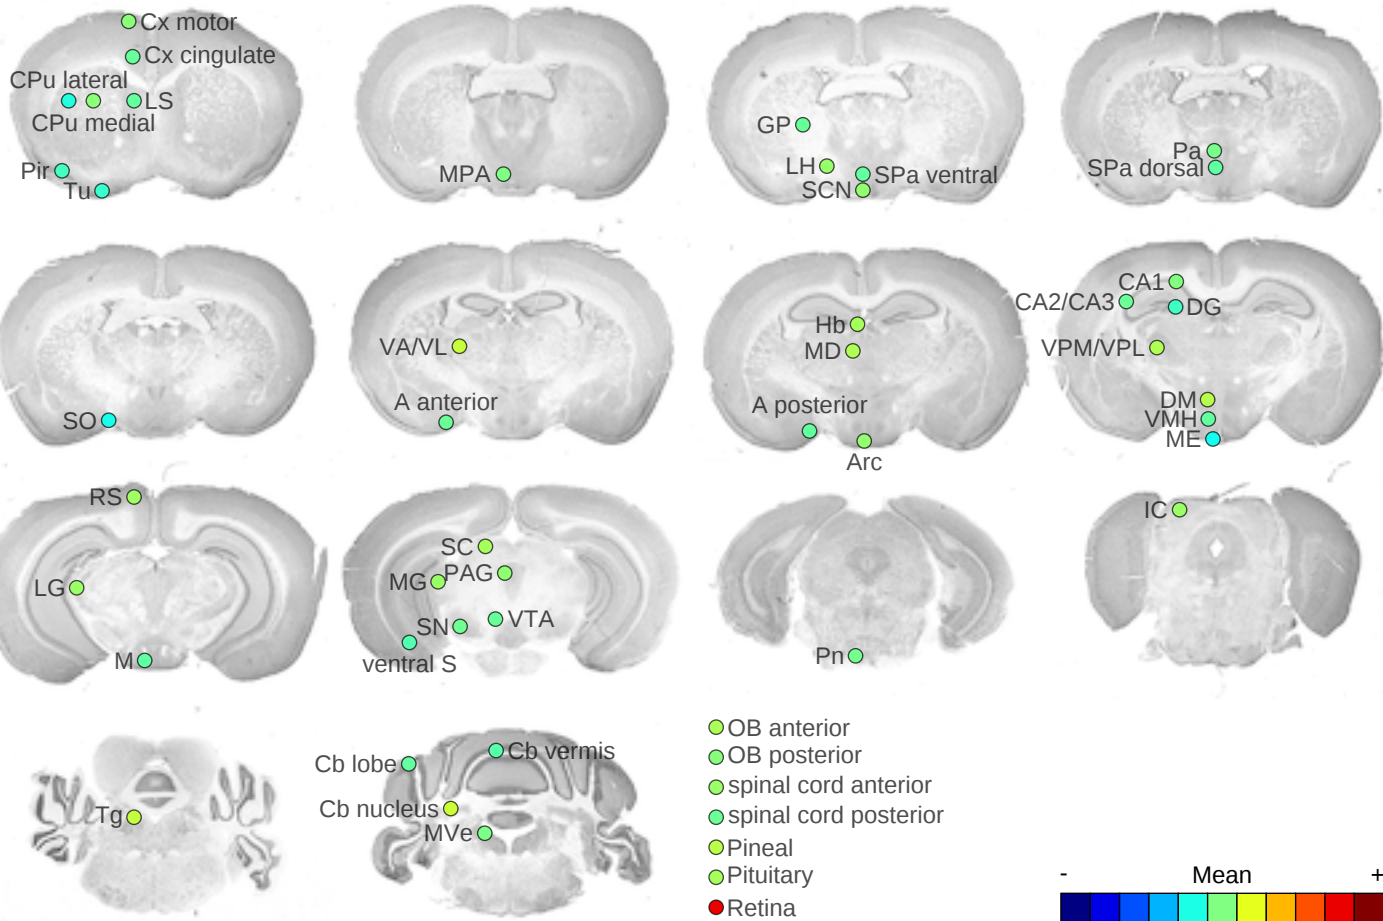 Cx motor
Cx cingulate
CPu lateral
LS
CPu medial
Pir
Tu
MPA
GP
LH
SPa ventral
SCN
Pa
SPa dorsal
SO
VA/VL
A anterior
Hb
MD
A posterior
Arc
CA1
CA2/CA3
DG
VPM/VPL
DM
VMH
ME
RS
LG
M
SC
MG
PAG
SN
VTA
ventral S
Pn
IC
Tg
Cb lobe
Cb vermis
Cb nucleus
MVe
OB anterior
OB posterior
spinal cord anterior
spinal cord posterior
Pineal
Pituitary
Retina
- Mean +